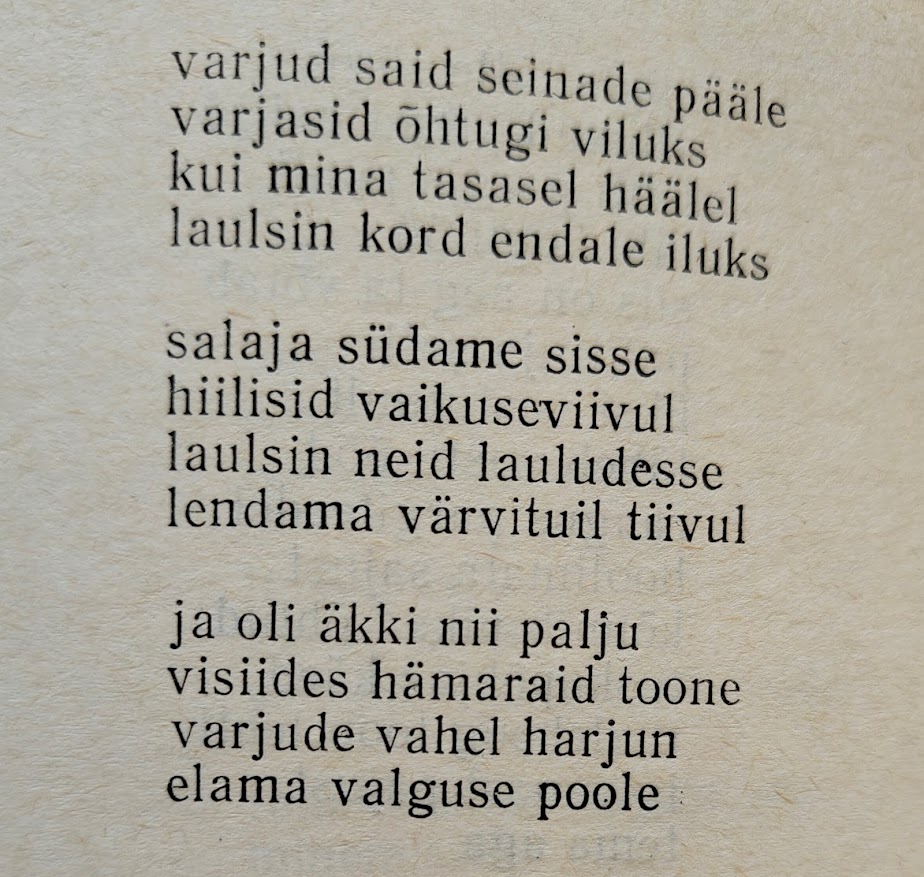 varjud said seinade pääle
varjasid õhtugi viluks
kui mina tasasel häälel
laulsin kord endale iluks
salaja südame sisse
hiilisid vaikuseviivul
laulsin neid lauludesse
lendama värvituil tiivul
ja oli äkki nii palju
visiides hämaraid toone
varjude vahel harjun
elama valguse poole